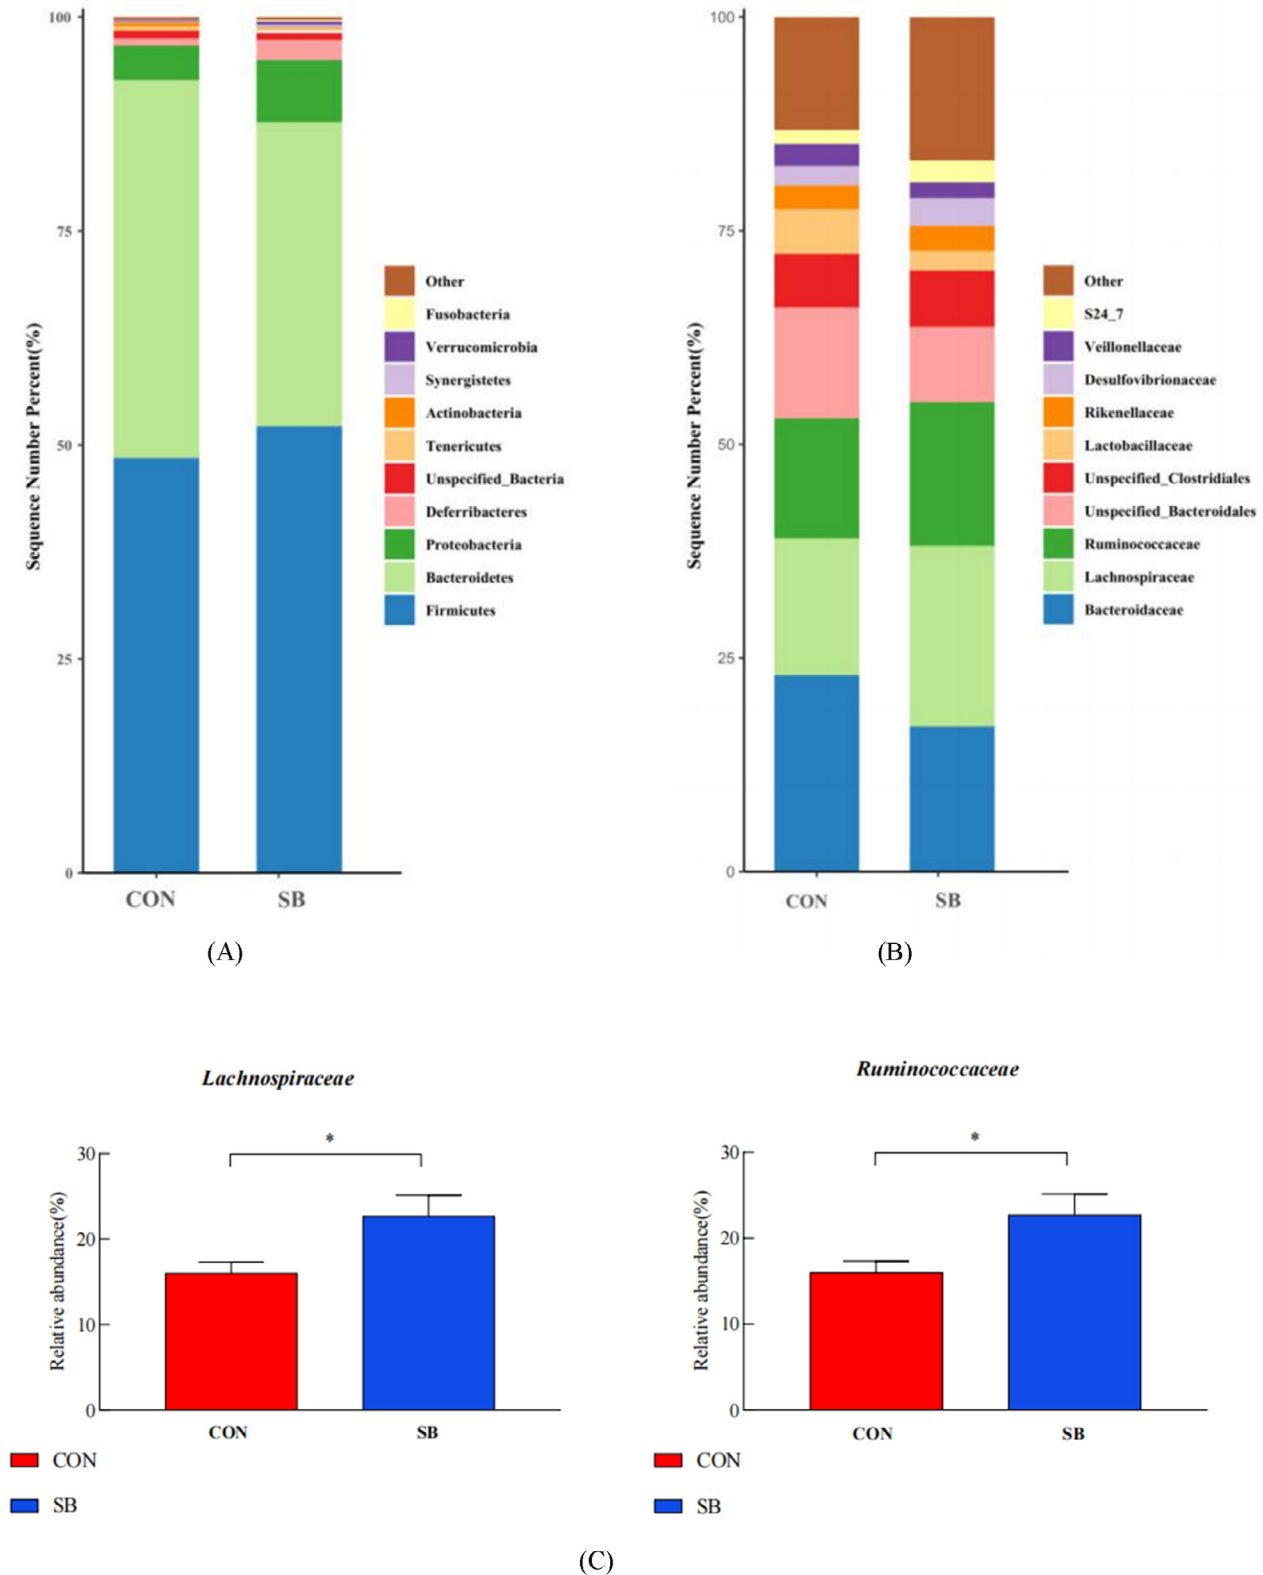 100
75
50
25
0
Sequence Number Percent(%)
CON
SB
Other
Fusobacteria
Verrucomicrobia
Synergistetes
Actinobacteria
Tenericutes
Unspecified_Bacteria
Deferribacteres
Proteobacteria
Bacteroidetes
Firmicutes
(A)
100
75
50
25
0
Sequence Number Percent(%)
CON
SB
Other
S24_7
Veillonellaceae
Desulfovibrionaceae
Rikenellaceae
Lactobacillaceae
Unspecified_Clostridiales
Unspecified_Bacteroidales
Ruminococcaceae
Lachnospiraceae
Bacteroidaceae
(B)
Lachnospiraceae
*
30
20
10
0
Relative abundance(%)
CON
SB
CON
SB
Ruminococcaceae
*
30
20
10
0
Relative abundance(%)
CON
SB
CON
SB
(C)